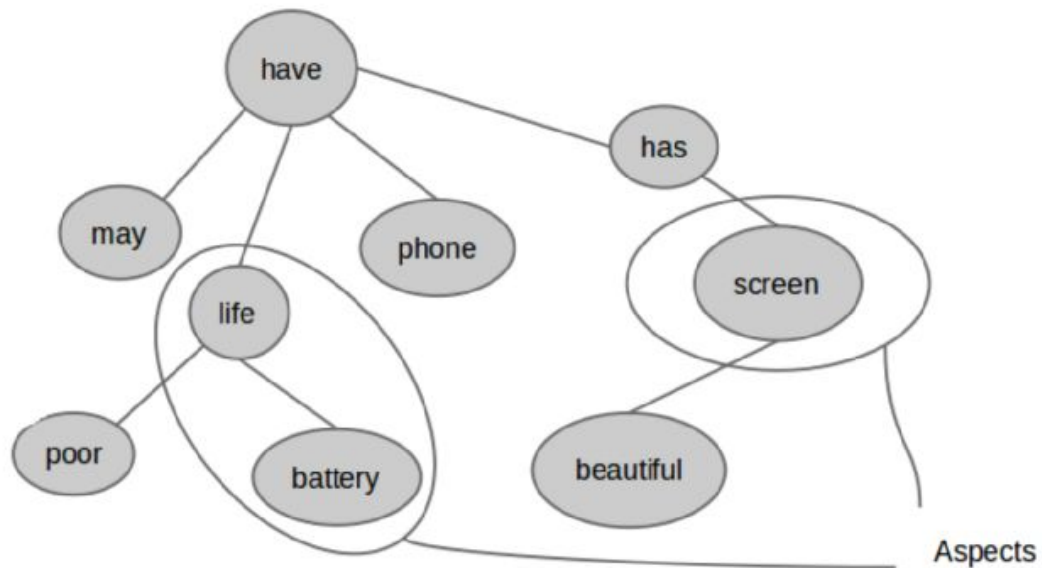 have
has
may
phone
screen
life
poor
battery
beautiful
Aspects